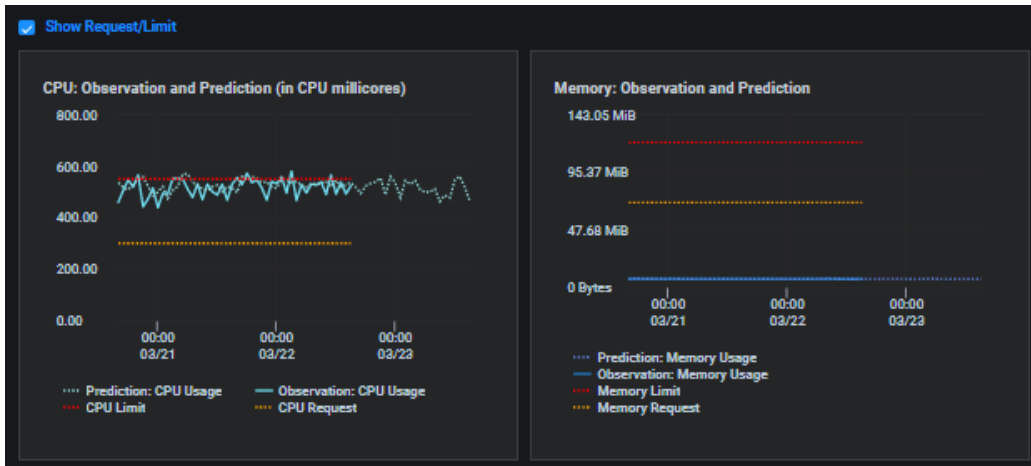 Show Request/Limit
CPU: Observation and Prediction (in CPU millicores)
800.00
600.00
400.00
200.00
0.00
00:00
03/21
00:00
03/22
00:00
03/23
Prediction: CPU Usage
Observation: CPU Usage
CPU Limit
CPU Request
Memory: Observation and Prediction
143.05 MiB
95.37 MiB
47.68 MiB
0 Bytes
00:00
03/21
00:00
03/22
00:00
03/23
Prediction: Memory Usage
Observation: Memory Usage
Memory Limit
Memory Request